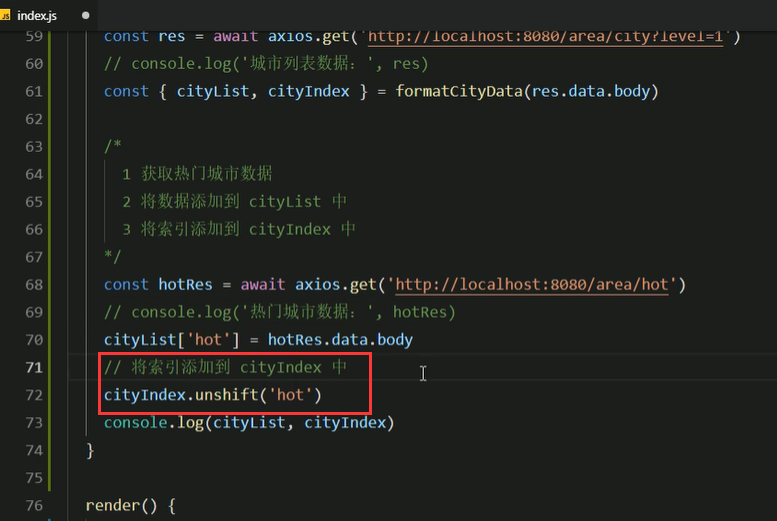 JS index.js
59 const res = await axios.get('http://localhost:8080/area/city?level=1')
60 // console.log('城市列表数据：', res)
61 const { cityList, cityIndex } = formatCityData(res.data.body)
62
63 /*
64 1 获取热门城市数据
65 2 将数据添加到 cityList 中
66 3 将索引添加到 cityIndex 中
67 */
68 const hotRes = await axios.get('http://localhost:8080/area/hot')
69 // console.log('热门城市数据：', hotRes)
70 cityList['hot'] = hotRes.data.body
71 // 将索引添加到 cityIndex 中
72 cityIndex.unshift('hot')
73 console.log(cityList, cityIndex)
74 }
75
76 render() {